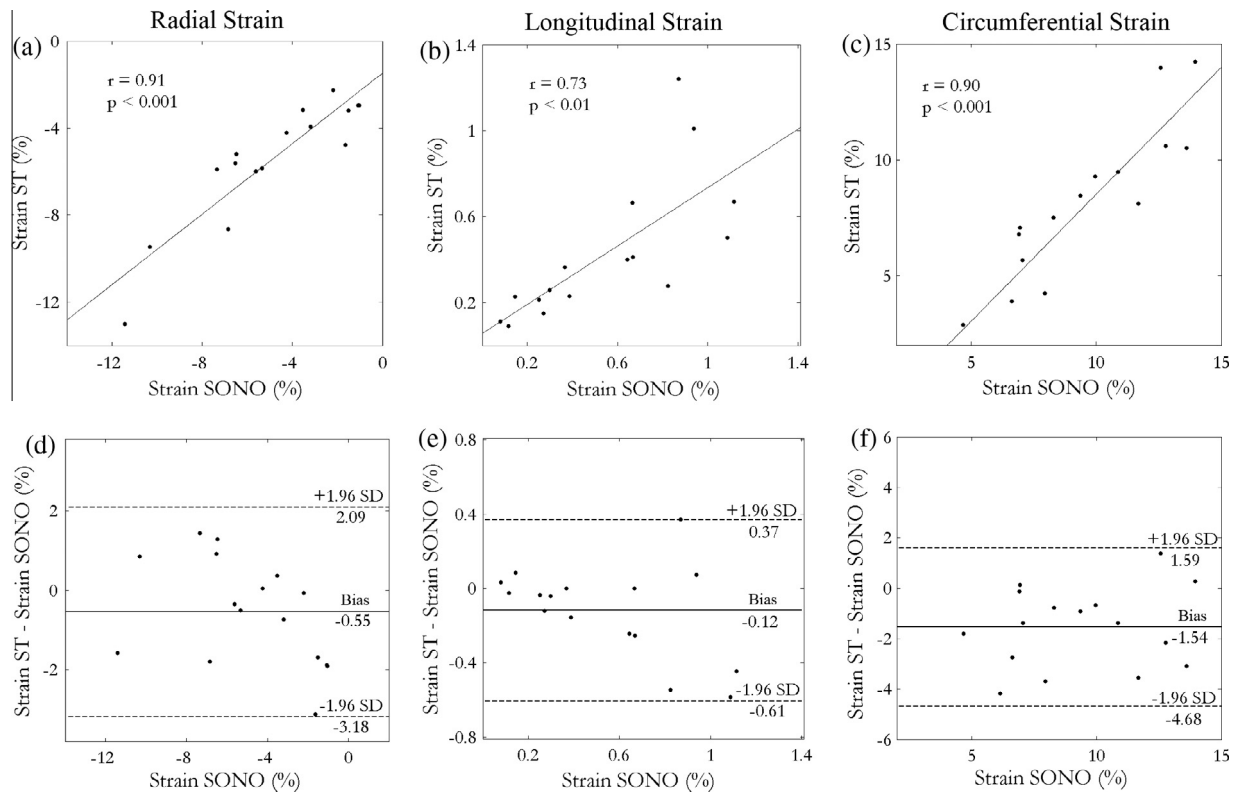 Radial Strain
Longitudinal Strain
Circumferential Strain
(a)
0
-4
-8
-12
Strain ST (%)
r = 0.91
p < 0.001
-12
-8
-4
0
Strain SONO (%)
(b)
1.4
1
0.6
0.2
Strain ST (%)
r = 0.73
p < 0.01
0.2
0.6
1
1.4
Strain SONO (%)
(c)
15
10
5
Strain ST (%)
r = 0.90
p < 0.001
5
10
15
Strain SONO (%)
(d)
2
0
-2
Strain ST - Strain SONO (%)
+1.96 SD
2.09
Bias
-0.55
-1.96 SD
-3.18
-12
-8
-4
0
Strain SONO (%)
(e)
0.8
0.4
0
-0.4
-0.8
Strain ST - Strain SONO (%)
+1.96 SD
0.37
Bias
-0.12
-1.96 SD
-0.61
0.2
0.6
1
1.4
Strain SONO (%)
(f)
6
4
2
0
-2
-4
-6
Strain ST - Strain SONO (%)
+1.96 SD
1.59
Bias
-1.54
-1.96 SD
-4.68
5
10
15
Strain SONO (%)